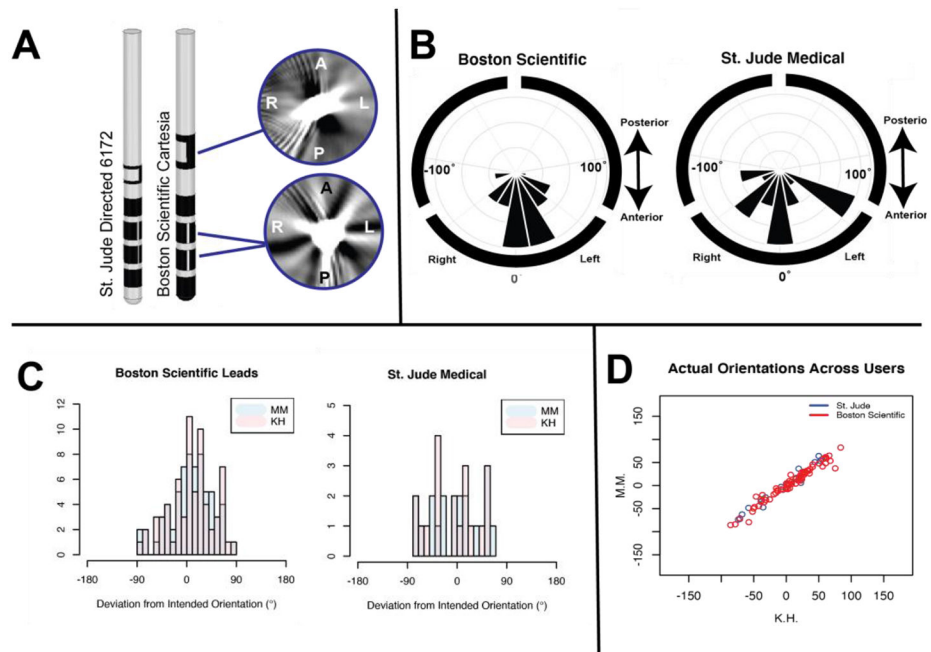 A
St. Jude Directed 6172
Boston Scientific Cartesia
A
R
L
P
A
R
L
P
B
Boston Scientific
St. Jude Medical
Posterior
Anterior
-100°
100°
Right
Left
0°
Posterior
Anterior
-100°
100°
Right
Left
0°
C
Boston Scientific Leads
MM
KH
12
10
8
6
4
2
0
-180
-90
0
90
180
Deviation from Intended Orientation (°)
St. Jude Medical
MM
KH
5
4
3
2
1
0
-180
-90
0
90
180
Deviation from Intended Orientation (°)
D
Actual Orientations Across Users
St. Jude
Boston Scientific
M.M.
150
50
0
-50
-150
-150
-50
0
50
100
150
K.H.